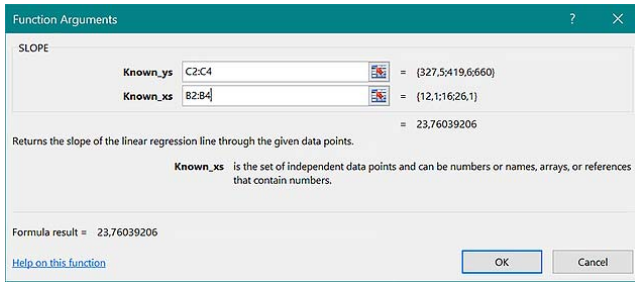 Function Arguments ? ×
SLOPE
Known_ys C2:C4 = {327,5;419,6;660}
Known_xs B2:B4 = {12,1;16;26,1}
= 23,76039206
Returns the slope of the linear regression line through the given data points.
Known_xs is the set of independent data points and can be numbers or names, arrays, or references
that contain numbers.
Formula result = 23,76039206
Help on this function OK Cancel